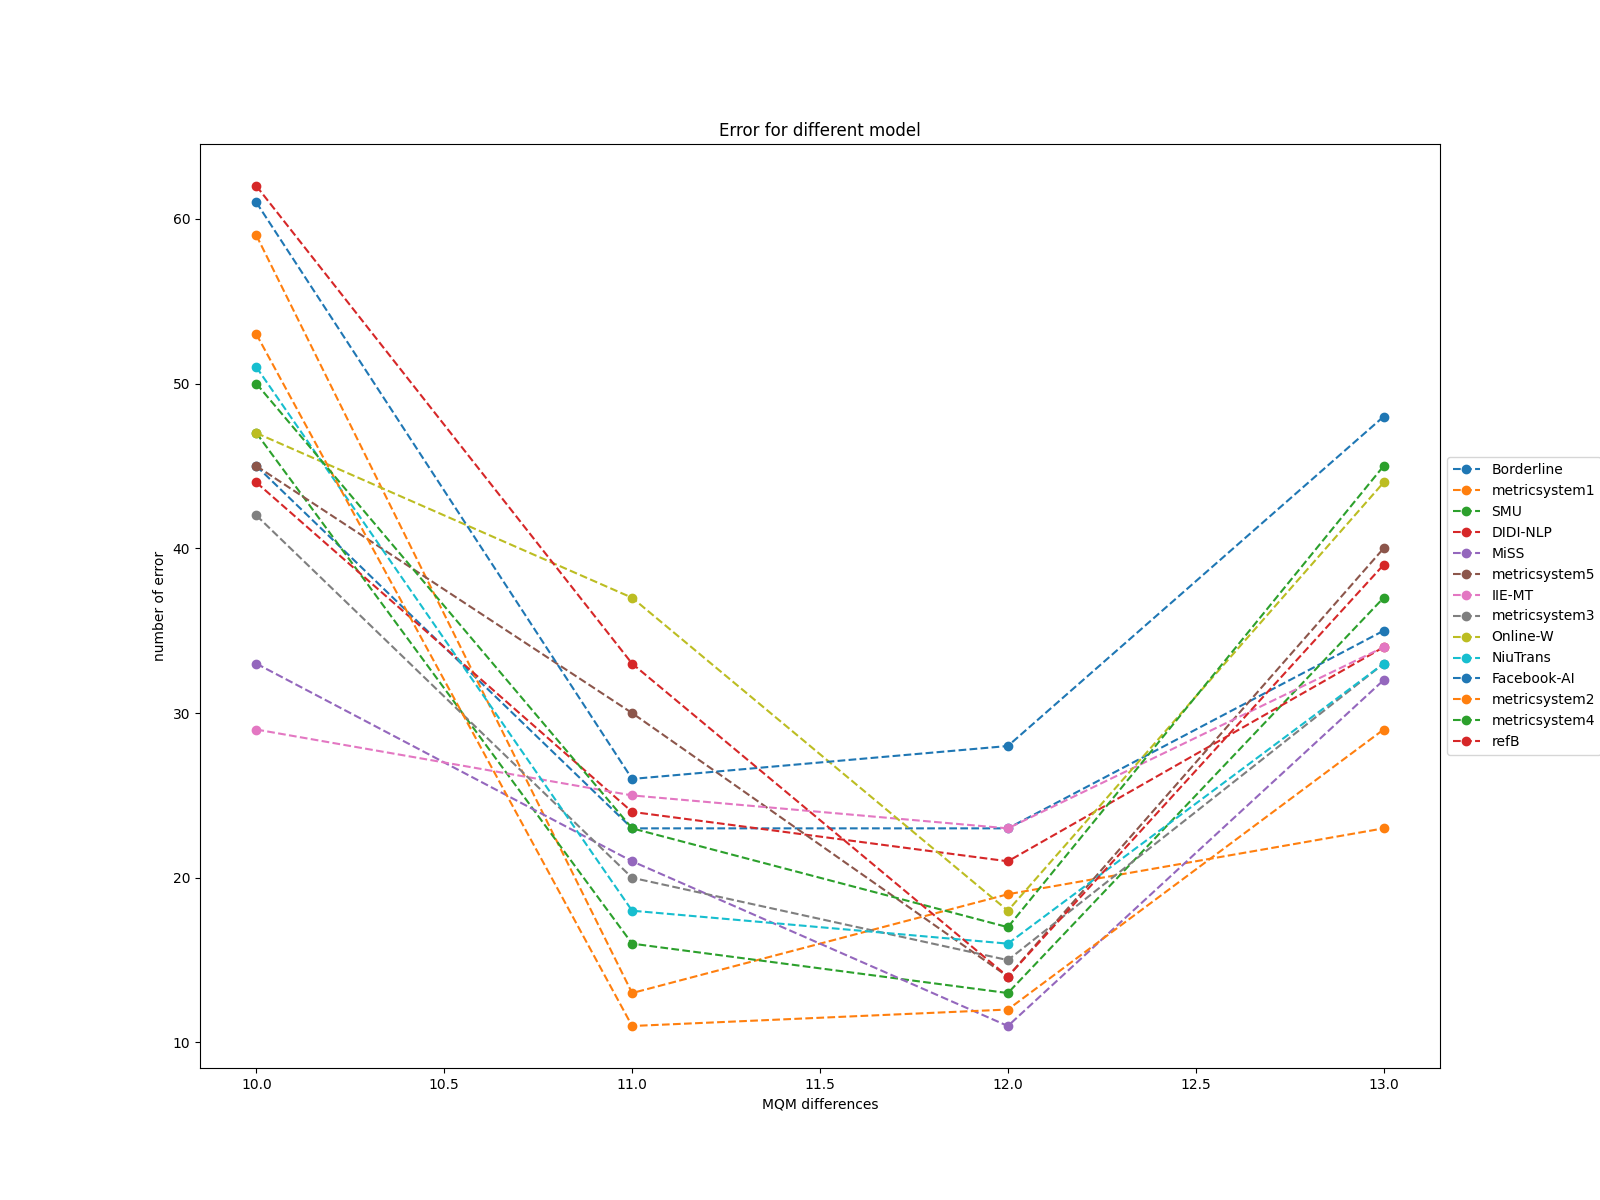 Error for different model
60
50
40
30
20
10
number of error
10.0
10.5
11.0
11.5
12.0
12.5
13.0
MQM differences
Borderline
metricsystem1
SMU
DIDI-NLP
MiSS
metricsystem5
IIE-MT
metricsystem3
Online-W
NiuTrans
Facebook-AI
metricsystem2
metricsystem4
refB